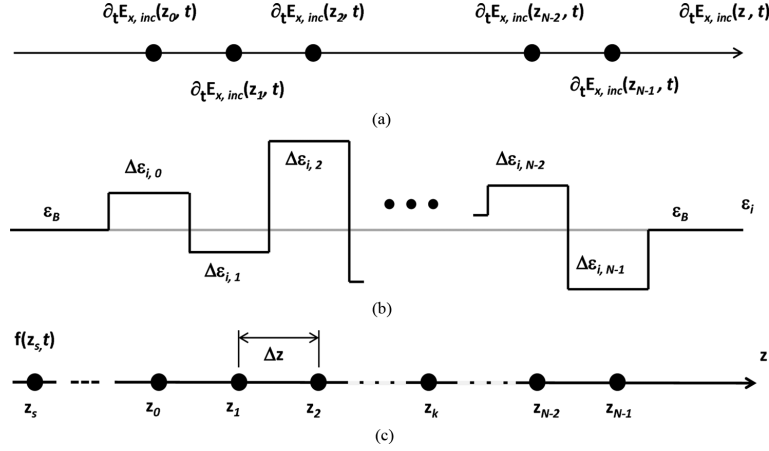 ∂tEx, inc(z0, t) ∂tEx, inc(z2, t) ∂tEx, inc(zN-2, t) ∂tEx, inc(z, t)
∂tEx, inc(z1, t) ∂tEx, inc(zN-1, t)
(a)
Δεi, 0 Δεi, 2 Δεi, N-2
εB εB εi
Δεi, 1 Δεi, N-1
(b)
f(zs,t) Δz z
zs z0 z1 z2 zk zN-2 zN-1
(c)